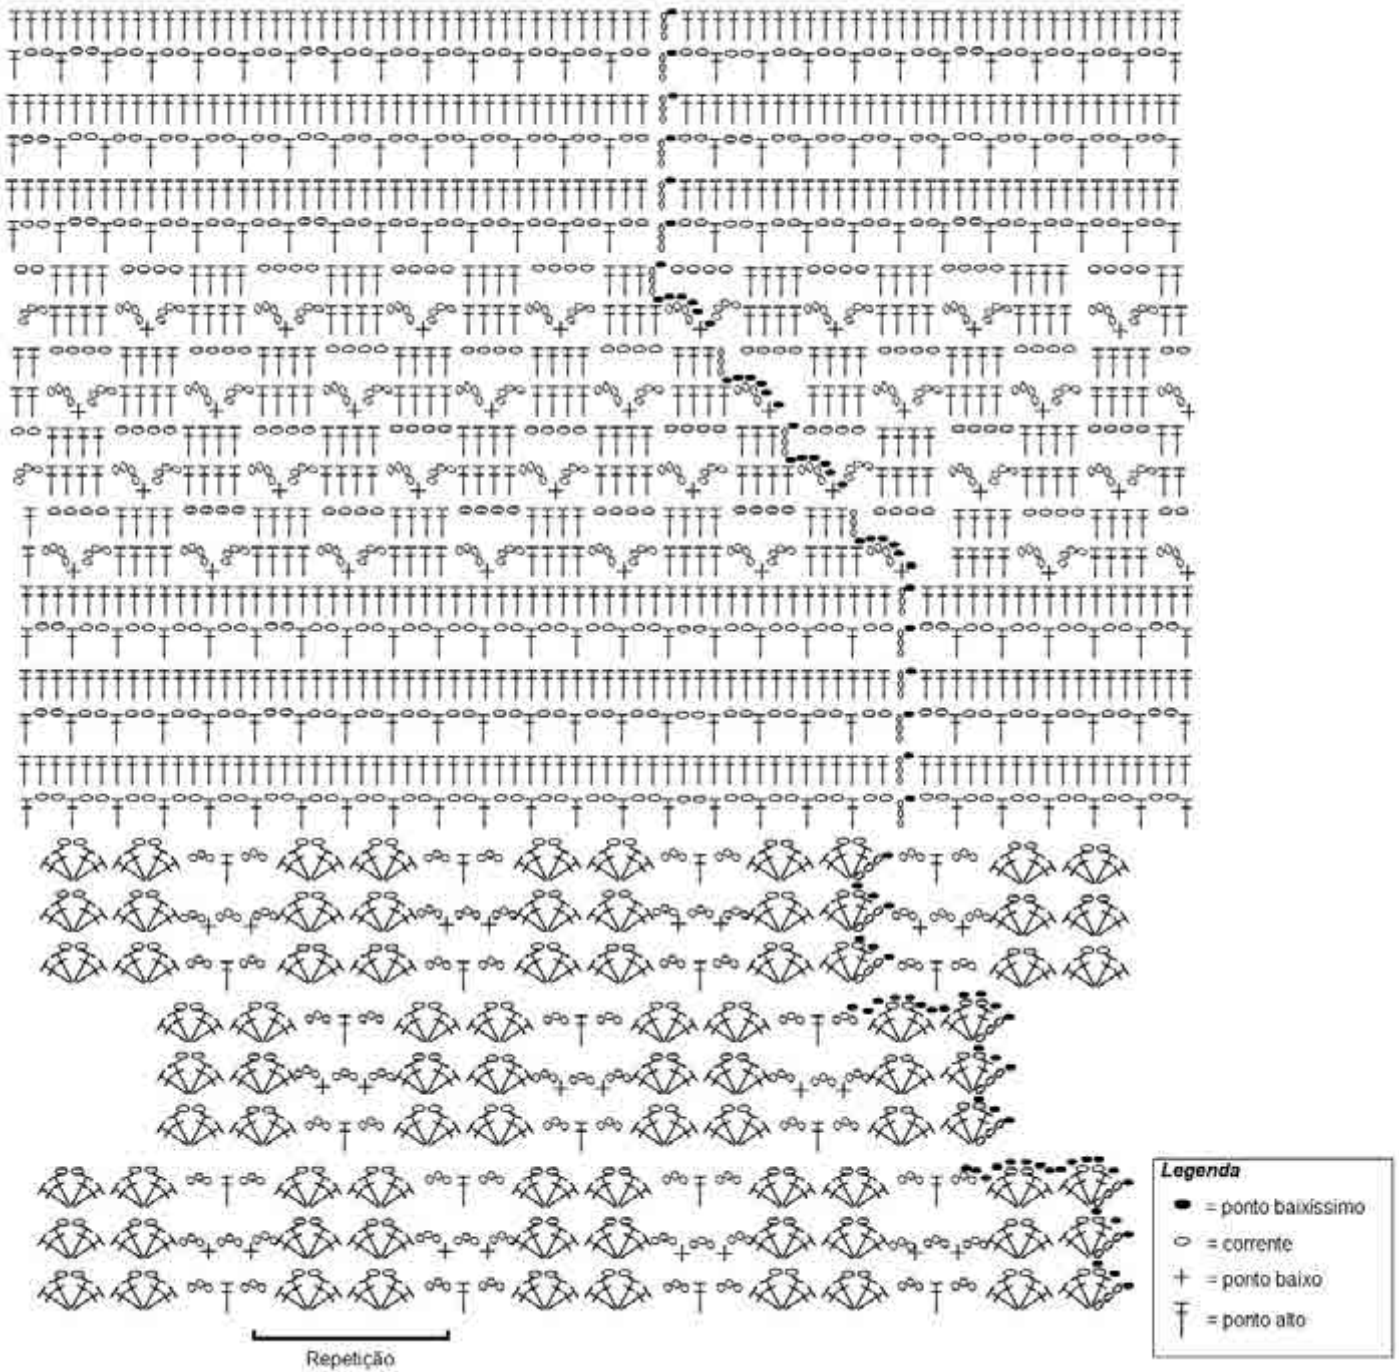 Legenda
= ponto baixíssimo
= corrente
= ponto baixo
= ponto alto
Repetição